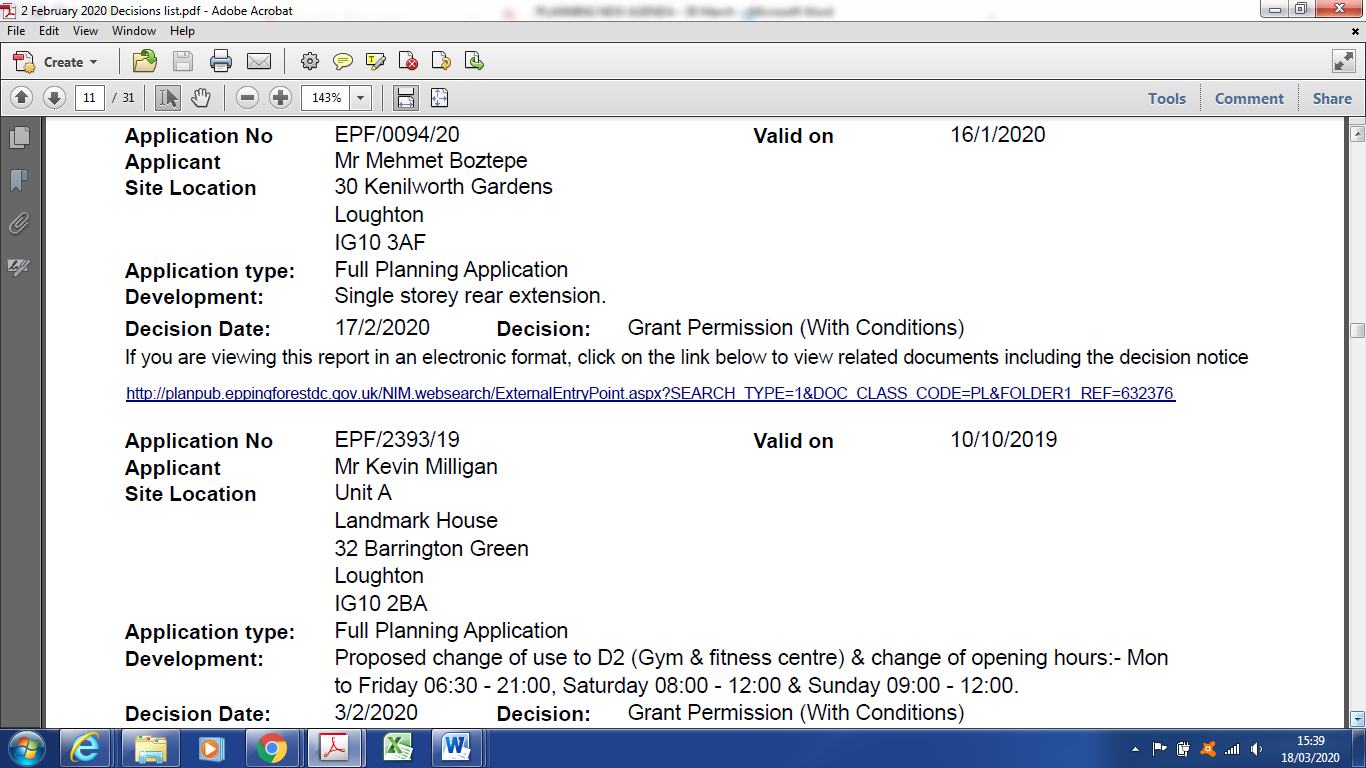 2 February 2020 Decisions list.pdf - Adobe Acrobat
File Edit View Window Help
Create
11 / 31 143% Tools Comment Share
Application No EPF/0094/20 Valid on 16/1/2020
Applicant Mr Mehmet Boztepe
Site Location 30 Kenilworth Gardens
Loughton
IG10 3AF
Application type: Full Planning Application
Development: Single storey rear extension.
Decision Date: 17/2/2020 Decision: Grant Permission (With Conditions)
If you are viewing this report in an electronic format, click on the link below to view related documents including the decision notice
http://planpub.eppingforestdc.gov.uk/NIM.websearch/ExternalEntryPoint.aspx?SEARCH_TYPE=1&DOC_CLASS_CODE=PL&FOLDER1_REF=632376
Application No EPF/2393/19 Valid on 10/10/2019
Applicant Mr Kevin Milligan
Site Location Unit A
Landmark House
32 Barrington Green
Loughton
IG10 2BA
Application type: Full Planning Application
Development: Proposed change of use to D2 (Gym & fitness centre) & change of opening hours:- Mon
to Friday 06:30 - 21:00, Saturday 08:00 - 12:00 & Sunday 09:00 - 12:00.
Decision Date: 3/2/2020 Decision: Grant Permission (With Conditions)
15:39
18/03/2020